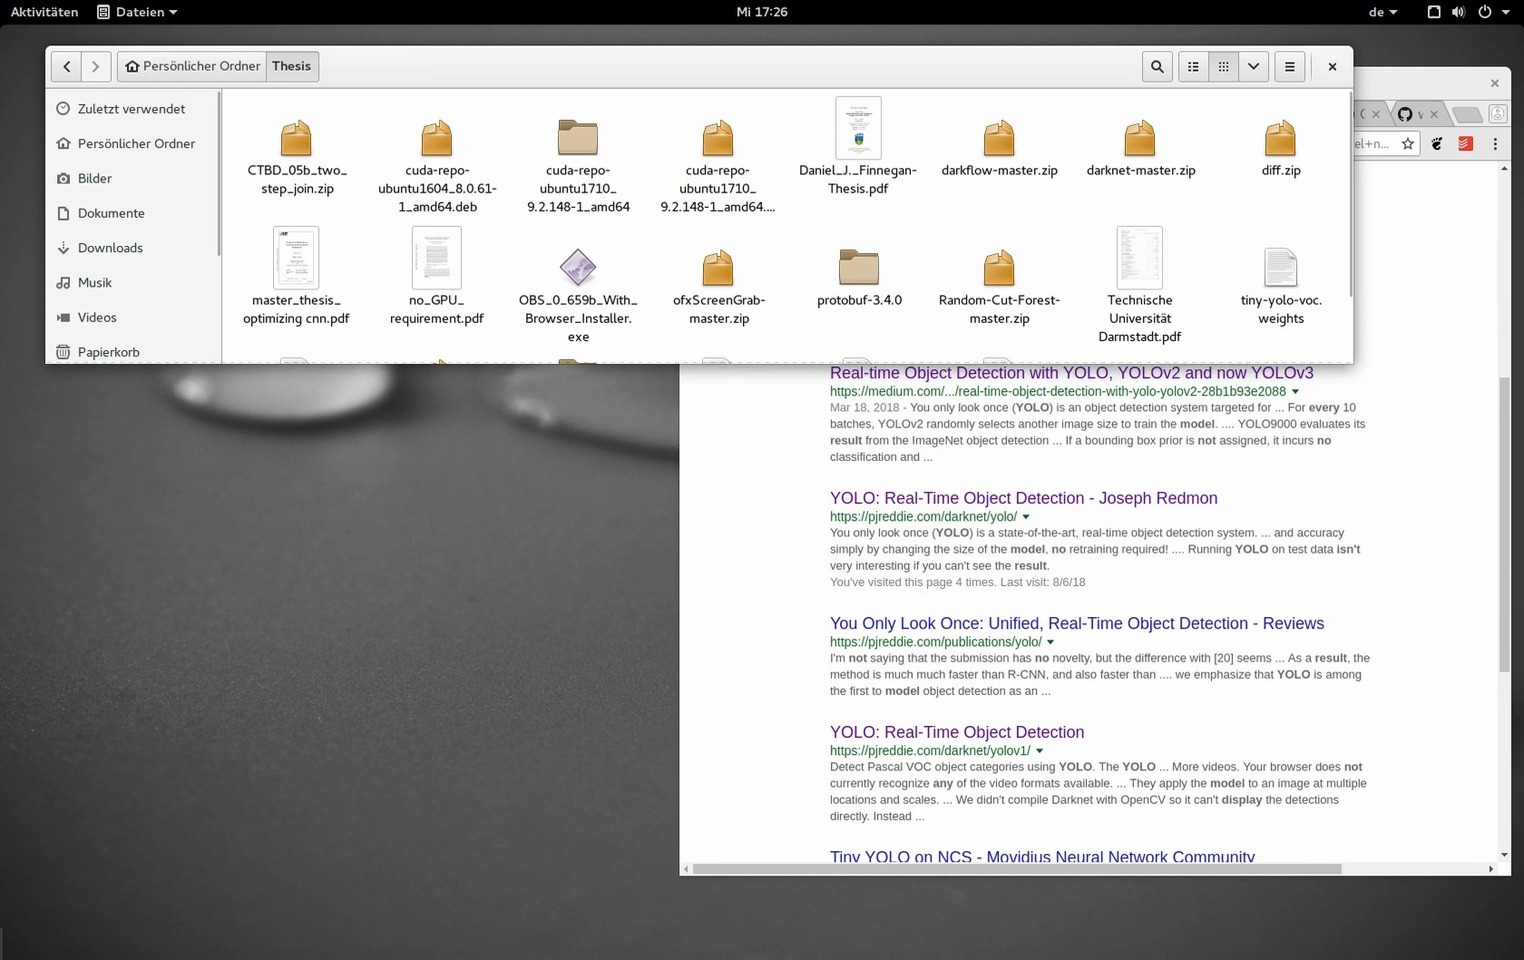 Aktivitäten
Dateien
Mi 17:26
de
Persönlicher Ordner
Thesis
Zuletzt verwendet
Persönlicher Ordner
Bilder
Dokumente
Downloads
Musik
Videos
Papierkorb
CTBD_05b_two_
step_join.zip
cuda-repo-
ubuntu1604_8.0.61-
1_amd64.deb
cuda-repo-
ubuntu1710_
9.2.148-1_amd64
cuda-repo-
ubuntu1710_
9.2.148-1_amd64....
Daniel_J._Finnegan-
Thesis.pdf
darkflow-master.zip
darknet-master.zip
diff.zip
master_thesis_
optimizing cnn.pdf
no_GPU_
requirement.pdf
OBS_0_659b_With_
Browser_Installer.
exe
ofxScreenGrab-
master.zip
protobuf-3.4.0
Random-Cut-Forest-
master.zip
Technische
Universität
Darmstadt.pdf
tiny-yolo-voc.
weights
el+n...
Real-time Object Detection with YOLO, YOLOv2 and now YOLOv3
https://medium.com/.../real-time-object-detection-with-yolo-yolov2-28b1b93e2088
Mar 18, 2018 - You only look once (YOLO) is an object detection system targeted for ... For every 10
batches, YOLOv2 randomly selects another image size to train the model. .... YOLO9000 evaluates its
result from the ImageNet object detection ... If a bounding box prior is not assigned, it incurs no
classification and ...
YOLO: Real-Time Object Detection - Joseph Redmon
https://pjreddie.com/darknet/yolo/
You only look once (YOLO) is a state-of-the-art, real-time object detection system. ... and accuracy
simply by changing the size of the model, no retraining required! .... Running YOLO on test data isn't
very interesting if you can't see the result.
You've visited this page 4 times. Last visit: 8/6/18
You Only Look Once: Unified, Real-Time Object Detection - Reviews
https://pjreddie.com/publications/yolo/
I'm not saying that the submission has no novelty, but the difference with [20] seems ... As a result, the
method is much much faster than R-CNN, and also faster than .... we emphasize that YOLO is among
the first to model object detection as an ...
YOLO: Real-Time Object Detection
https://pjreddie.com/darknet/yolov1/
Detect Pascal VOC object categories using YOLO. The YOLO ... More videos. Your browser does not
currently recognize any of the video formats available. ... They apply the model to an image at multiple
locations and scales. ... We didn't compile Darknet with OpenCV so it can't display the detections
directly. Instead ...
Tiny YOLO on NCS - Movidius Neural Network Community